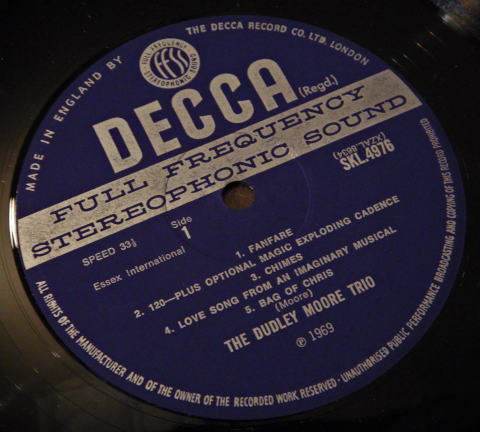 MADE IN ENGLAND BY
THE DECCA RECORD CO. LTD. LONDON
FULL FREQUENCY
FFSS
STEREOPHONIC SOUND
DECCA
(Regd.)
FULL FREQUENCY
STEREOPHONIC SOUND
SPEED 33⅓
Side
1
Essex International
(XZAL.8834)
SKL.4976
1. FANFARE
2. 120—PLUS OPTIONAL MAGIC EXPLODING CADENCE
3. CHIMES
4. LOVE SONG FROM AN IMAGINARY MUSICAL
5. BAG OF CHRIS
(Moore)
THE DUDLEY MOORE TRIO
℗ 1969
ALL RIGHTS OF THE MANUFACTURER AND OF THE OWNER OF THE RECORDED WORK RESERVED · UNAUTHORISED PUBLIC PERFORMANCE BROADCASTING AND COPYING OF THIS RECORD PROHIBITED